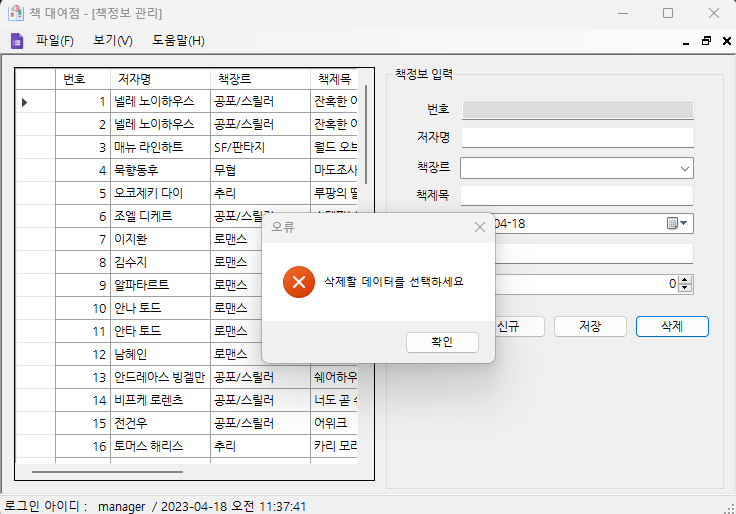 책 대여점 - [책정보 관리]
파일(F) 보기(V) 도움말(H)
번호 저자명 책장르 책제목
1 넬레 노이하우스 공포/스릴러 잔혹한
2 넬레 노이하우스 공포/스릴러 잔혹한
3 매뉴 라인하트 SF/판타지 월드
4 묵향동후 무협 마도조사
5 오코제키 다이 추리 루팡의
6 조엘 디케르 공포/스릴러
7 이지환 로맨스
8 김수지 로맨스
9 알파타르트 로맨스
10 안나 토드 로맨스
11 안타 토드 로맨스
12 남혜인 로맨스
13 안드레아스 빙겔만 공포/스릴러 쉐어하우
14 비프케 로렌츠 공포/스릴러 너도 곧
15 전건우 공포/스릴러 어위크
16 토머스 해리스 추리 카리
책정보 입력
번호
저자명
책장르
책제목
04-18
0
신규 저장 삭제
오류
삭제할 데이터를 선택하세요
확인
로그인 아이디 : manager / 2023-04-18 오전 11:37:41